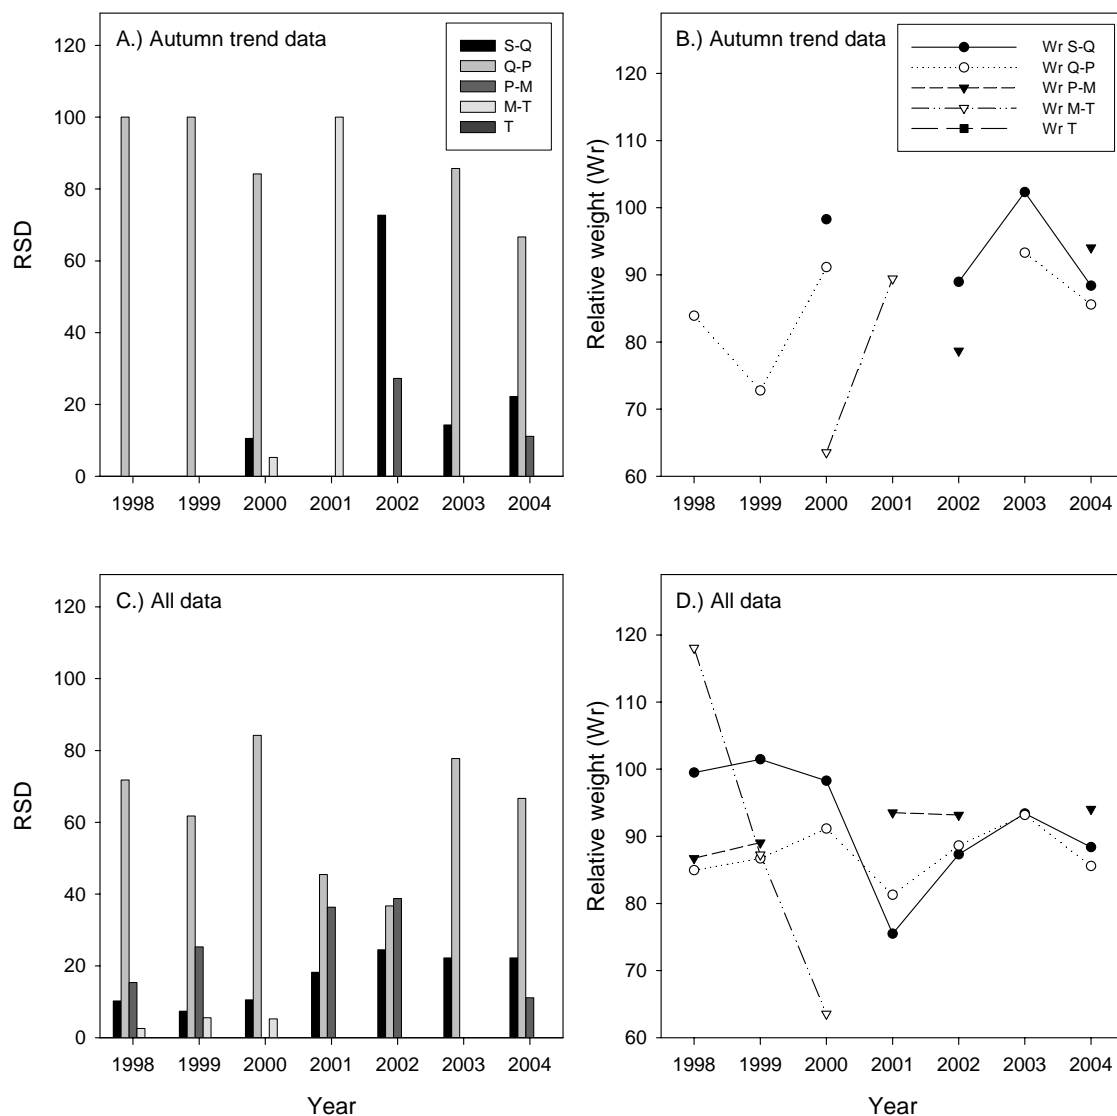 A.) Autumn trend data
S-Q
Q-P
P-M
M-T
T
RSD
120
100
80
60
40
20
0
1998 1999 2000 2001 2002 2003 2004
B.) Autumn trend data
Wr S-Q
Wr Q-P
Wr P-M
Wr M-T
Wr T
Relative weight (Wr)
120
110
100
90
80
70
60
1998 1999 2000 2001 2002 2003 2004
C.) All data
RSD
120
100
80
60
40
20
0
1998 1999 2000 2001 2002 2003 2004
Year
D.) All data
Relative weight (Wr)
120
110
100
90
80
70
60
1998 1999 2000 2001 2002 2003 2004
Year